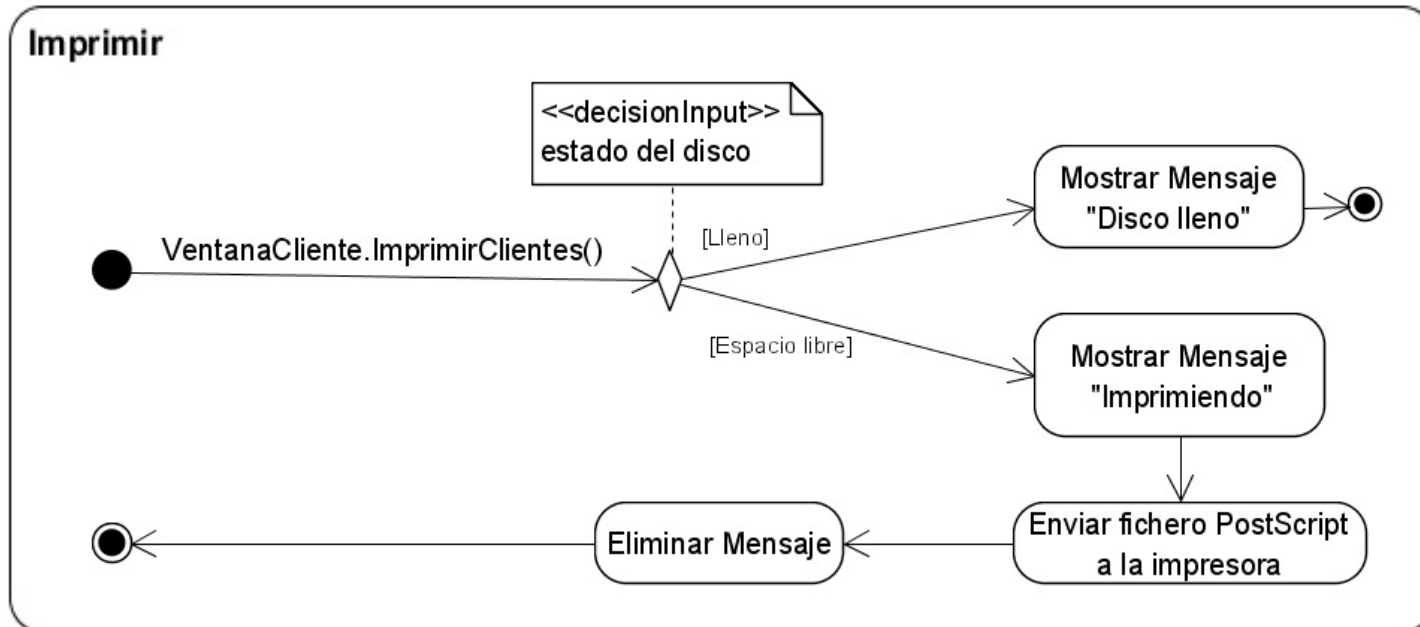 Imprimir
<<decisionInput>>
estado del disco
Mostrar Mensaje
"Disco lleno"
[Lleno]
VentanaCliente.ImprimirClientes()
[Espacio libre]
Mostrar Mensaje
"Imprimiendo"
Enviar fichero PostScript
a la impresora
Eliminar Mensaje